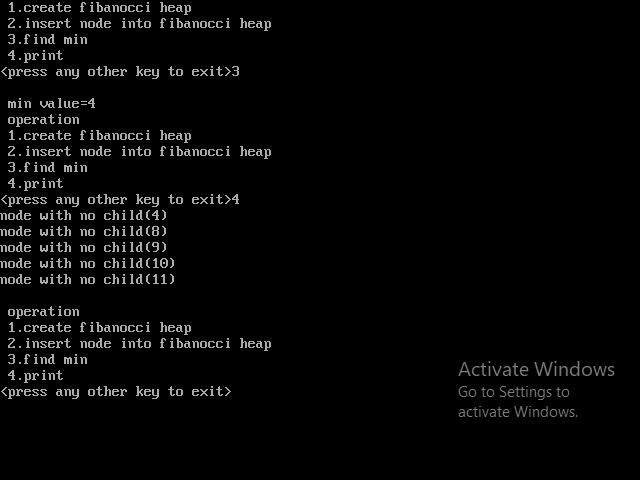 1.create fibanocci heap
2.insert node into fibanocci heap
3.find min
4.print
<press any other key to exit>3
min value=4
operation
1.create fibanocci heap
2.insert node into fibanocci heap
3.find min
4.print
<press any other key to exit>4
node with no child(4)
node with no child(8)
node with no child(9)
node with no child(10)
node with no child(11)
operation
1.create fibanocci heap
2.insert node into fibanocci heap
3.find min
4.print
<press any other key to exit>
Activate Windows
Go to Settings to
activate Windows.